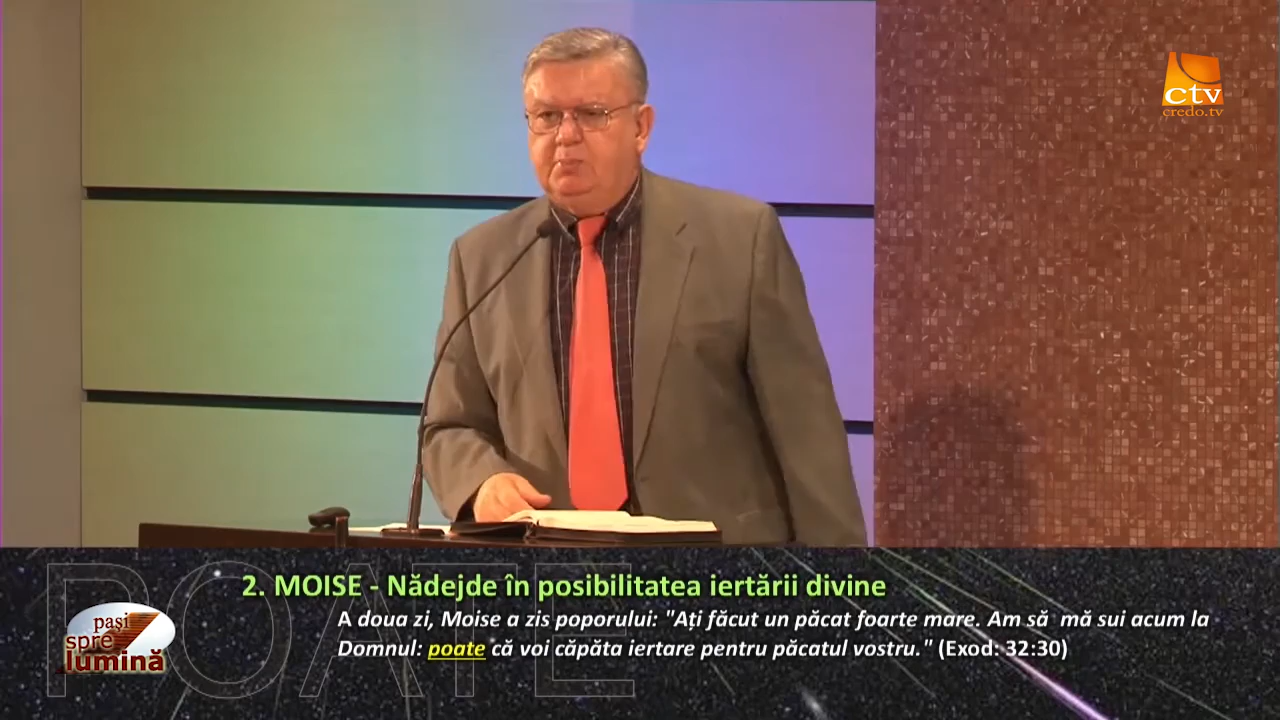 ctv
credo.tv
POATE
2. MOISE - Nădejde în posibilitatea iertării divine
A doua zi, Moise a zis poporului: "Ați făcut un păcat foarte mare. Am să  mă sui acum la
Domnul: poate că voi căpăta iertare pentru păcatul vostru." (Exod: 32:30)
pași
spre
lumină